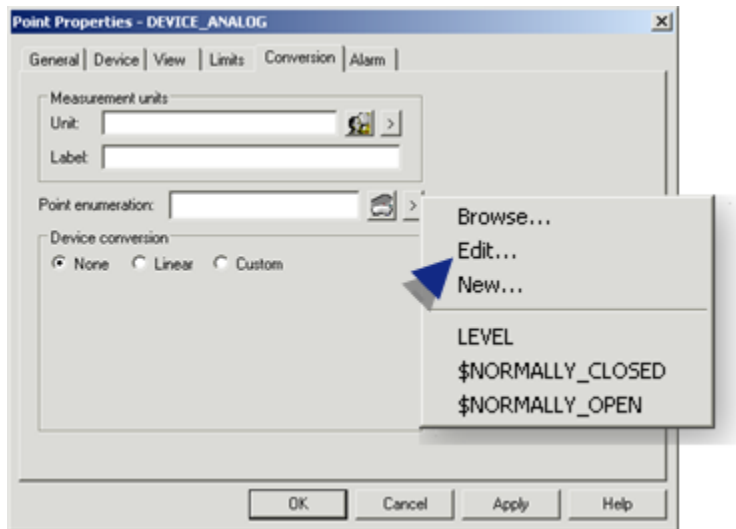 Point Properties - DEVICE_ANALOG
General Device View Limits Conversion Alarm
Measurement units
Unit:
>
Label:
Point enumeration:
>
Device conversion
None Linear Custom
Browse...
Edit...
New...
LEVEL
$NORMALLY_CLOSED
$NORMALLY_OPEN
OK Cancel Apply Help